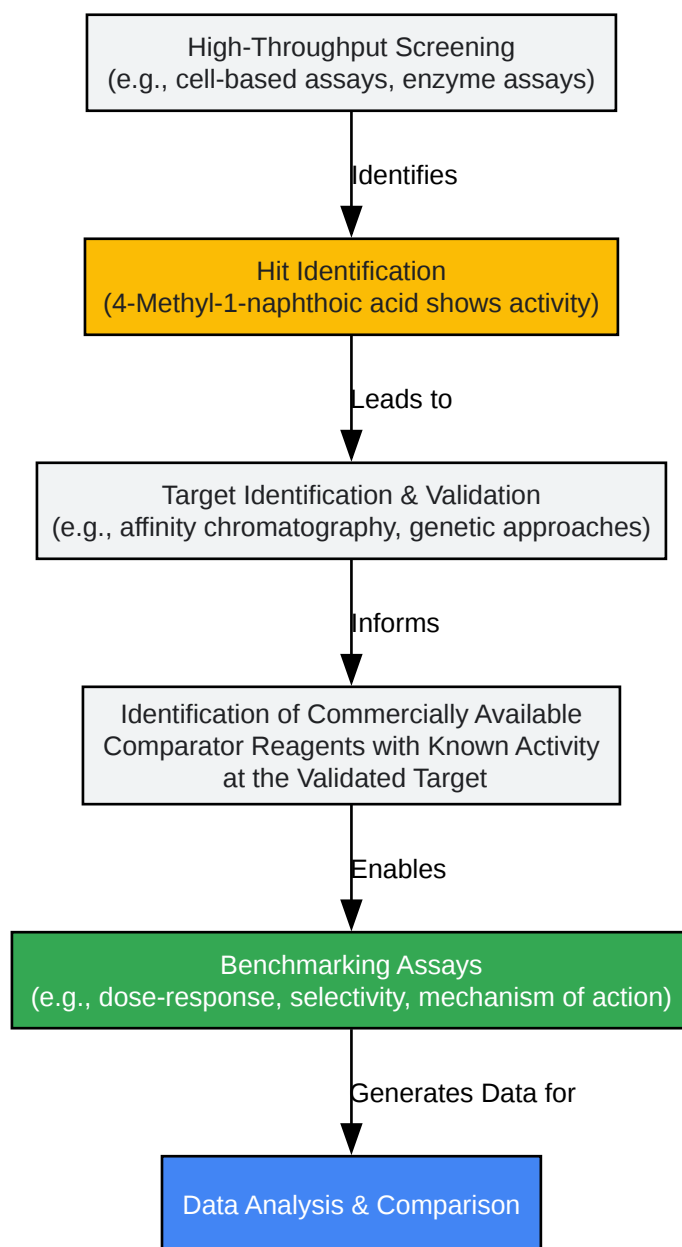 High-Throughput Screening
(e.g., cell-based assays, enzyme assays)
Identifies
Hit Identification
(4-Methyl-1-naphthoic acid shows activity)
Leads to
Target Identification & Validation
(e.g., affinity chromatography, genetic approaches)
Informs
Identification of Commercially Available
Comparator Reagents with Known Activity
at the Validated Target
Enables
Benchmarking Assays
(e.g., dose-response, selectivity, mechanism of action)
Generates Data for
Data Analysis & Comparison